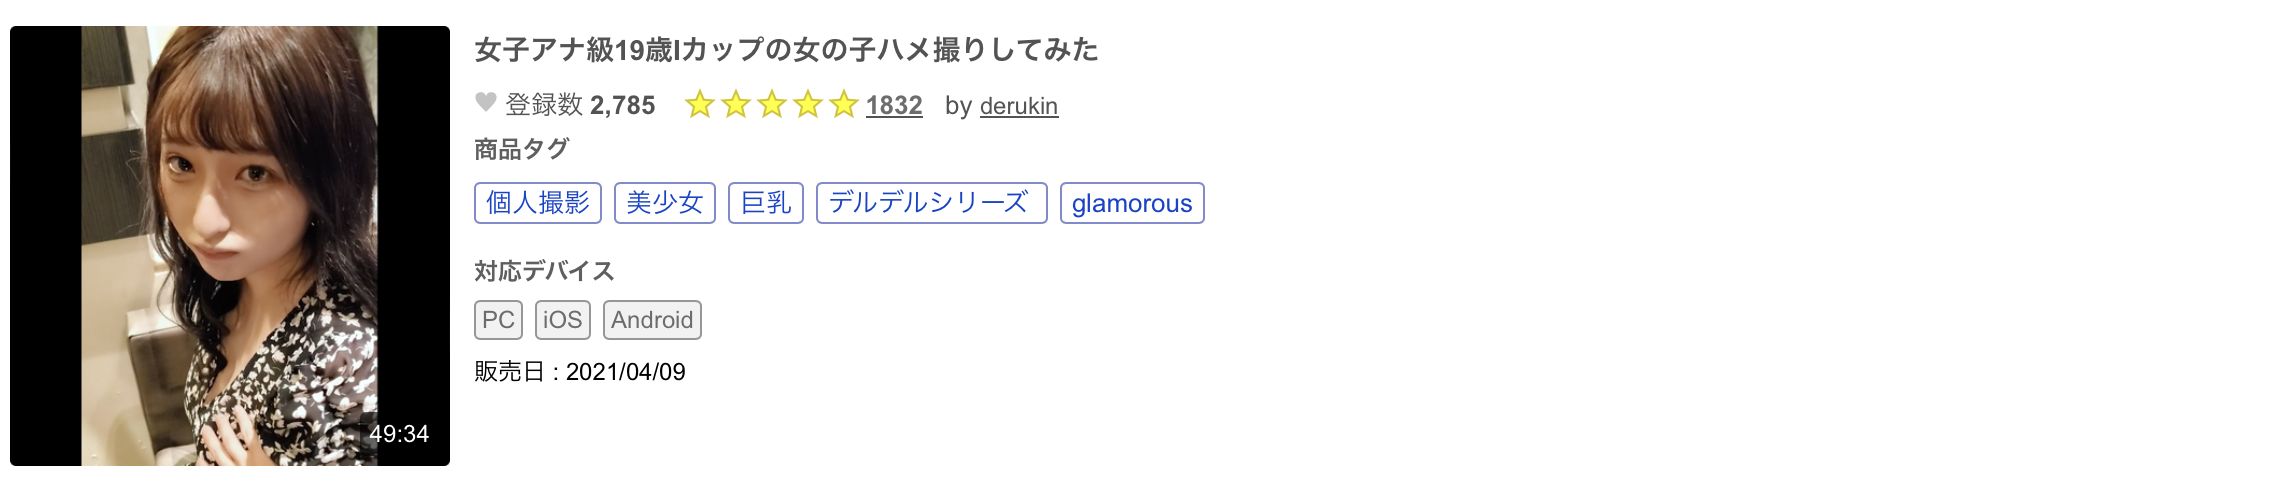 女子アナ級19歳Iカップの女の子ハメ撮りしてみた
登録数 2,785 1832 by derukin
商品タグ
個人撮影 美少女 巨乳 デルデルシリーズ glamorous
対応デバイス
PC iOS Android
販売日 : 2021/04/09
49:34